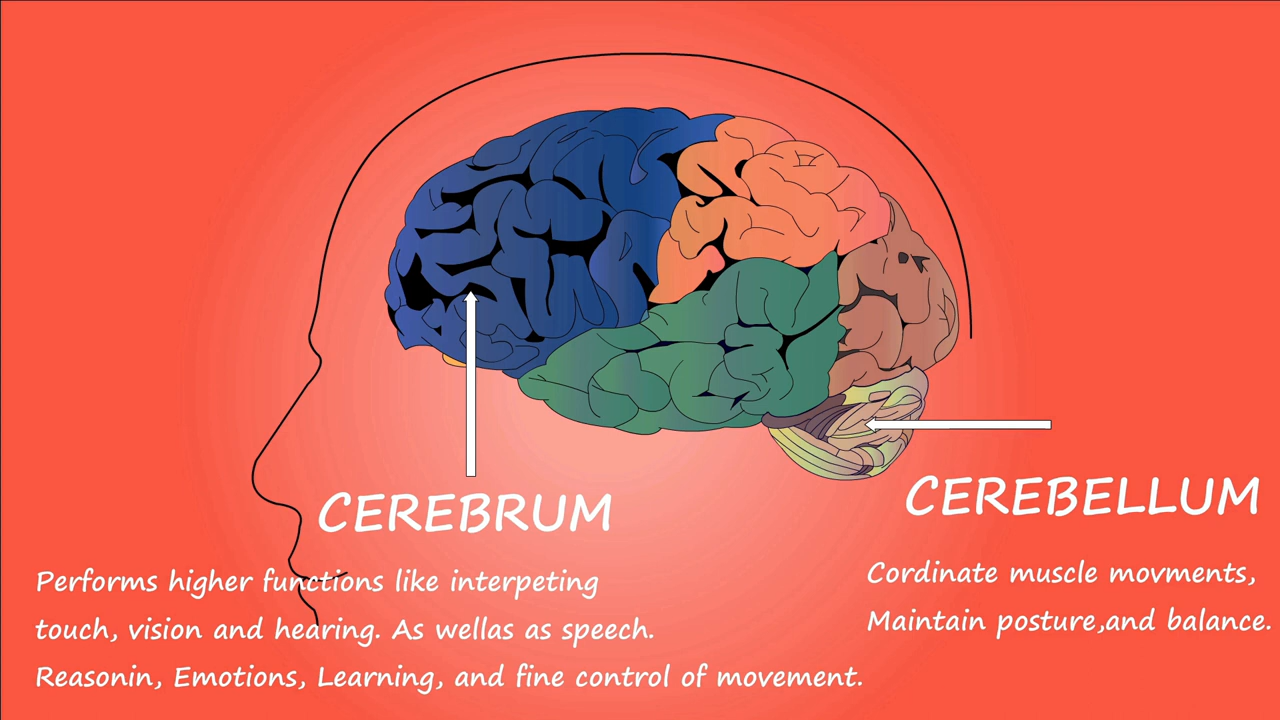 CEREBRUM
Performs higher functions like interpeting
touch, vision and hearing. As wellas as speech.
Reasonin, Emotions, Learning, and fine control of movement.
CEREBELLUM
Cordinate muscle movments,
Maintain posture,and balance.